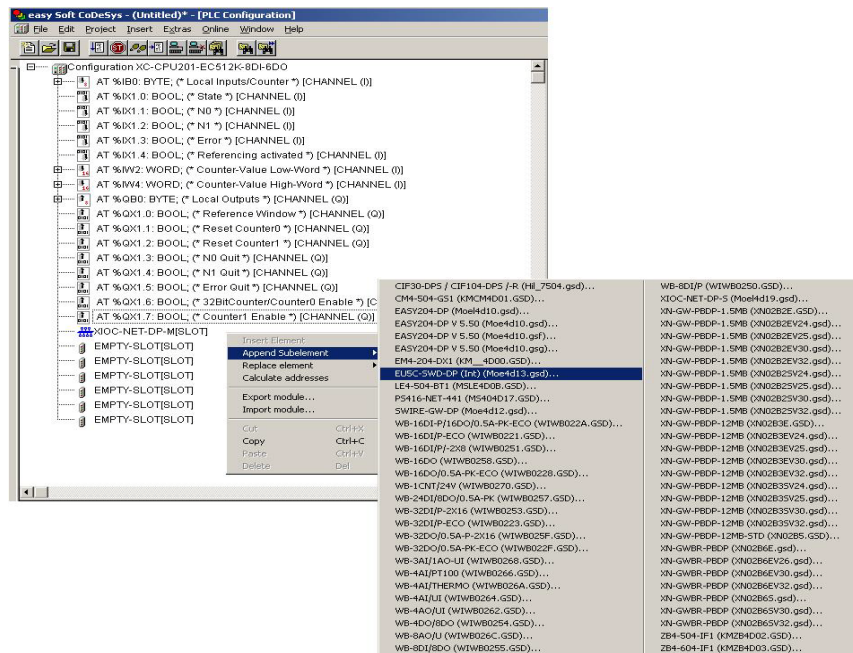 easy Soft CoDeSys - (Untitled)* - [PLC Configuration]
File Edit Project Insert Extras Online Window Help
Configuration XC-CPU201-EC512K-8DI-6DO
AT %IB0: BYTE; (* Local Inputs/Counter *) [CHANNEL (I)]
AT %IX1.0: BOOL; (* State *) [CHANNEL (I)]
AT %IX1.1: BOOL; (* N0 *) [CHANNEL (I)]
AT %IX1.2: BOOL; (* N1 *) [CHANNEL (I)]
AT %IX1.3: BOOL; (* Error *) [CHANNEL (I)]
AT %IX1.4: BOOL; (* Referencing activated *) [CHANNEL (I)]
AT %IW2: WORD; (* Counter-Value Low-Word *) [CHANNEL (I)]
AT %IW4: WORD; (* Counter-Value High-Word *) [CHANNEL (I)]
AT %QB0: BYTE; (* Local Outputs *) [CHANNEL (Q)]
AT %QX1.0: BOOL; (* Reference Window *) [CHANNEL (Q)]
AT %QX1.1: BOOL; (* Reset Counter0 *) [CHANNEL (Q)]
AT %QX1.2: BOOL; (* Reset Counter1 *) [CHANNEL (Q)]
AT %QX1.3: BOOL; (* N0 Quit *) [CHANNEL (Q)]
AT %QX1.4: BOOL; (* N1 Quit *) [CHANNEL (Q)]
AT %QX1.5: BOOL; (* Error Quit *) [CHANNEL (Q)]
AT %QX1.6: BOOL; (* 32BitCounter/Counter0 Enable *) [C
AT %QX1.7: BOOL; (* Counter1 Enable *) [CHANNEL (Q)]
XIOC-NET-DP-M[SLOT]
EMPTY-SLOT[SLOT]
EMPTY-SLOT[SLOT]
EMPTY-SLOT[SLOT]
EMPTY-SLOT[SLOT]
EMPTY-SLOT[SLOT]
EMPTY-SLOT[SLOT]
Insert Element
Append Subelement
Replace element
Calculate addresses
Export module...
Import module...
Cut Ctrl+X
Copy Ctrl+C
Paste Ctrl+V
Delete Del
CIF30-DPS / CIF104-DPS /-R (Hil_7504.gsd)...
CM4-504-GS1 (KMCM4D01.GSD)...
EASY204-DP (Moel4d10.gsd)...
EASY204-DP V 5.50 (Moe4d10.gsd)...
EASY204-DP V 5.50 (Moe4d10.gsf)...
EASY204-DP V 5.50 (Moe4d10.gsg)...
EM4-204-DX1 (KM__4D00.GSD)...
EU5C-SWD-DP (Int) (Moe4d13.gsd)...
LE4-504-BT1 (MSLE4D0B.GSD)...
PS416-NET-441 (MS404D17.GSD)...
SWIRE-GW-DP (Moe4d12.gsd)...
WB-16DI-P/16DO/0.5A-PK-ECO (WIWB022A.GSD)...
WB-16DI/P-ECO (WIWB0221.GSD)...
WB-16DI/P/-2X8 (WIWB0251.GSD)...
WB-16DO (WIWB0258.GSD)...
WB-16DO/0.5A-PK-ECO (WIWB0228.GSD)...
WB-1CNT/24V (WIWB0270.GSD)...
WB-24DI/8DO/0.5A-PK (WIWB0257.GSD)...
WB-32DI/P-2X16 (WIWB0253.GSD)...
WB-32DI/P-ECO (WIWB0223.GSD)...
WB-32DO/0.5A-P-2X16 (WIWB025F.GSD)...
WB-32DO/0.5A-PK-ECO (WIWB022F.GSD)...
WB-3AI/1AO-UI (WIWB0268.GSD)...
WB-4AI/PT100 (WIWB0266.GSD)...
WB-4AI/THERMO (WIWB026A.GSD)...
WB-4AI/UI (WIWB0264.GSD)...
WB-4AO/UI (WIWB0262.GSD)...
WB-4DO/8DO (WIWB0254.GSD)...
WB-8AO/U (WIWB026C.GSD)...
WB-8DI/8DO (WIWB0255.GSD)...
WB-8DI/P (WIWB0250.GSD)...
XIOC-NET-DP-S (Moel4d19.gsd)...
XN-GW-PBDP-1.5MB (XN02B2E.GSD)...
XN-GW-PBDP-1.5MB (XN02B2EV24.gsd)...
XN-GW-PBDP-1.5MB (XN02B2EV25.gsd)...
XN-GW-PBDP-1.5MB (XN02B2EV30.gsd)...
XN-GW-PBDP-1.5MB (XN02B2EV32.gsd)...
XN-GW-PBDP-1.5MB (XN02B2SV24.gsd)...
XN-GW-PBDP-1.5MB (XN02B2SV25.gsd)...
XN-GW-PBDP-1.5MB (XN02B2SV30.gsd)...
XN-GW-PBDP-1.5MB (XN02B2SV32.gsd)...
XN-GW-PBDP-12MB (XN02B3E.GSD)...
XN-GW-PBDP-12MB (XN02B3EV24.gsd)...
XN-GW-PBDP-12MB (XN02B3EV25.gsd)...
XN-GW-PBDP-12MB (XN02B3EV30.gsd)...
XN-GW-PBDP-12MB (XN02B3EV32.gsd)...
XN-GW-PBDP-12MB (XN02B3SV24.gsd)...
XN-GW-PBDP-12MB (XN02B3SV25.gsd)...
XN-GW-PBDP-12MB (XN02B3SV30.gsd)...
XN-GW-PBDP-12MB (XN02B3SV32.gsd)...
XN-GW-PBDP-12MB-STD (XN02B5.GSD)...
XN-GWBR-PBDP (XN02B6E.gsd)...
XN-GWBR-PBDP (XN02B6EV26.gsd)...
XN-GWBR-PBDP (XN02B6EV30.gsd)...
XN-GWBR-PBDP (XN02B6EV32.gsd)...
XN-GWBR-PBDP (XN02B6S.gsd)...
XN-GWBR-PBDP (XN02B6SV30.gsd)...
XN-GWBR-PBDP (XN02B6SV32.gsd)...
ZB4-504-IF1 (KMZB4D02.GSD)...
ZB4-604-IF1 (KMZB4D03.GSD)...